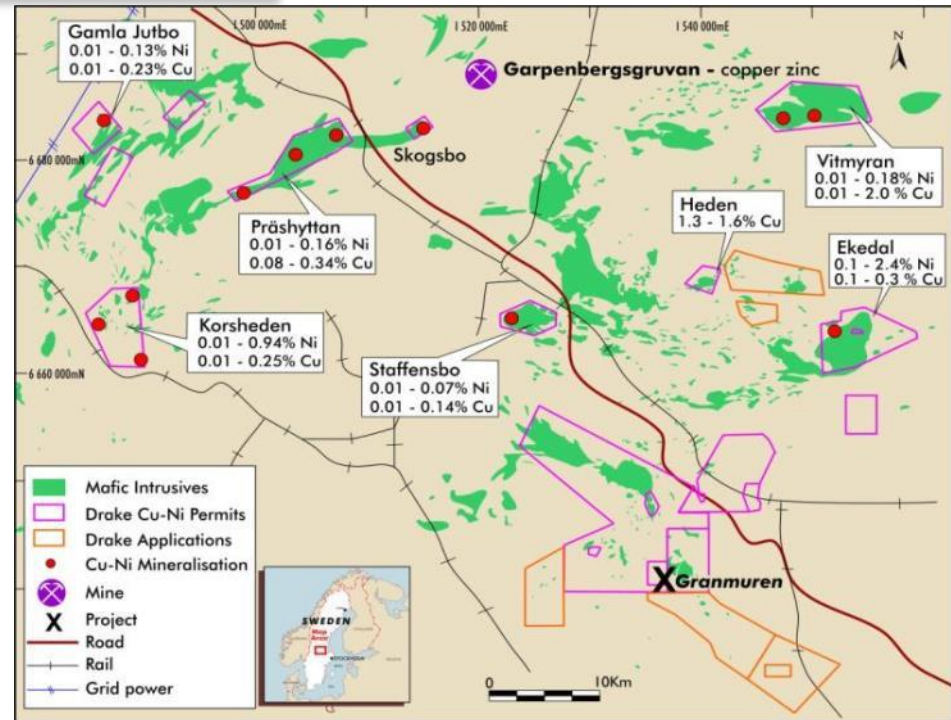 1 500 000mE
1 520 000mE
1 540 000mE
N
Gamla Jutbo
0.01 - 0.13% Ni
0.01 - 0.23% Cu
Garpenbergsgruvan - copper zinc
6 680 000mN
Skogsbo
Vitmyran
0.01 - 0.18% Ni
0.01 - 2.0 % Cu
Präshyttan
0.01 - 0.16% Ni
0.08 - 0.34% Cu
Heden
1.3 - 1.6% Cu
Ekedal
0.1 - 2.4% Ni
0.1 - 0.3 % Cu
Korsheden
0.01 - 0.94% Ni
0.01 - 0.25% Cu
6 660 000mN
Staffensbo
0.01 - 0.07% Ni
0.01 - 0.14% Cu
Mafic Intrusives
Drake Cu-Ni Permits
Drake Applications
Cu-Ni Mineralisation
Mine
X Project
Road
Rail
Grid power
SWEDEN
Map
Area
STOCKHOLM
X Granmuren
0 10Km